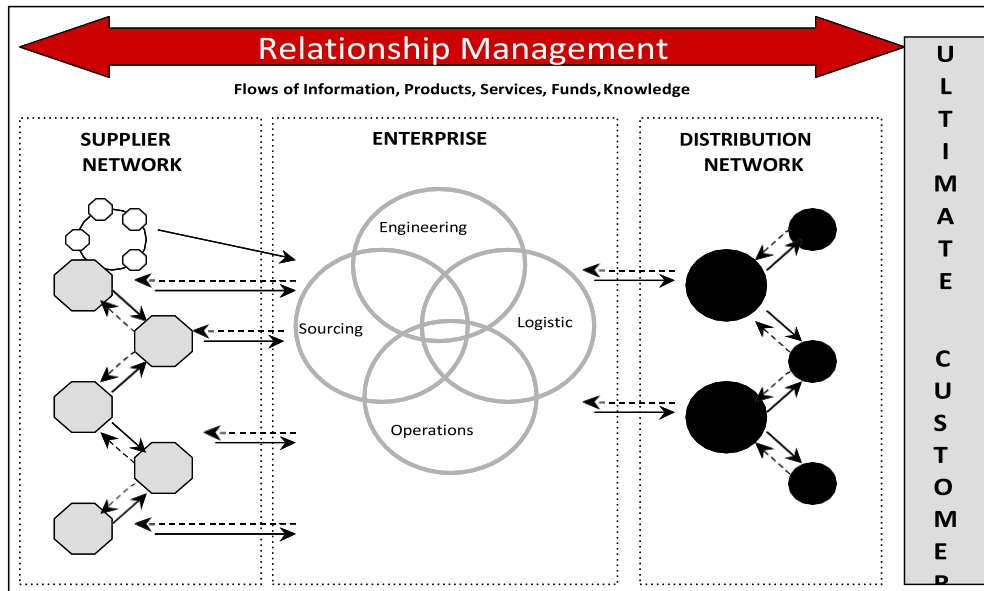 Relationship Management
Flows of Information, Products, Services, Funds, Knowledge
SUPPLIER
NETWORK
ENTERPRISE
DISTRIBUTION
NETWORK
Engineering
Sourcing
Logistic
Operations
U
L
T
I
M
A
T
E
C
U
S
T
O
M
E
R